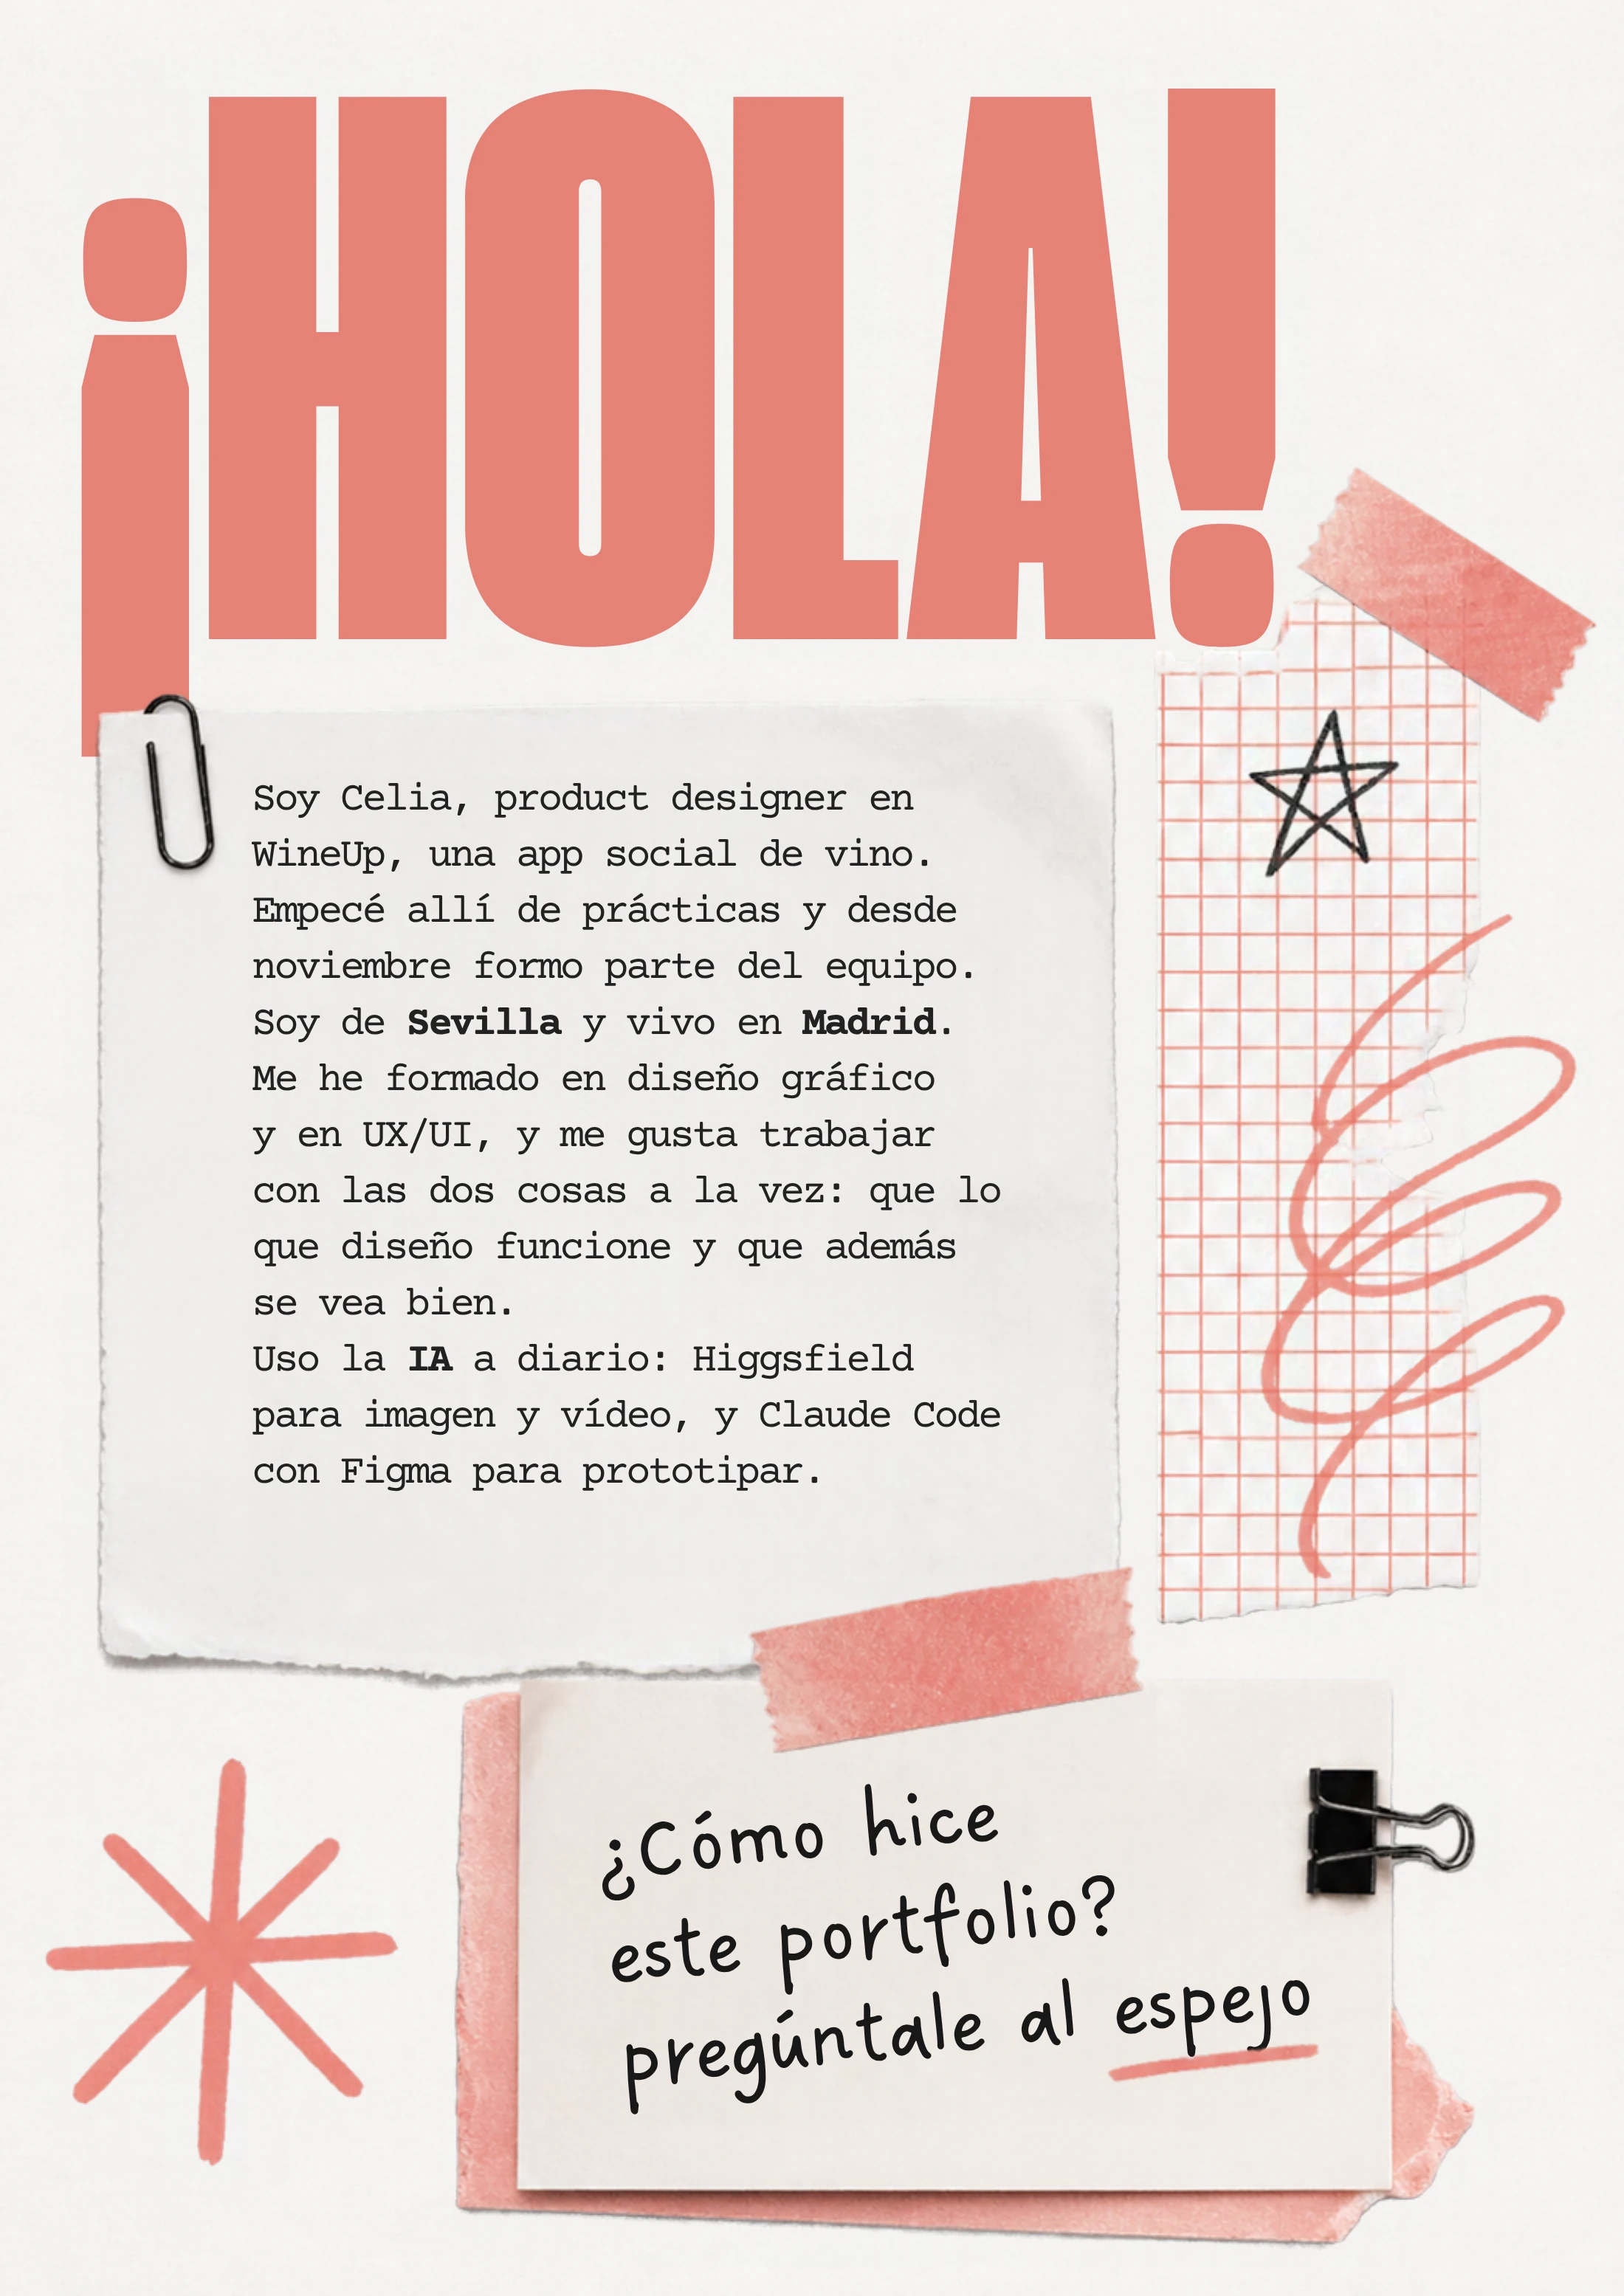 ¡HOLA!
Soy Celia, product designer en
WineUp, una app social de vino.
Empecé allí de prácticas y desde
noviembre formo parte del equipo.
Soy de Sevilla y vivo en Madrid.
Me he formado en diseño gráfico
y en UX/UI, y me gusta trabajar
con las dos cosas a la vez: que lo
que diseño funcione y que además
se vea bien.
Uso la IA a diario: Higgsfield
para imagen y vídeo, y Claude Code
con Figma para prototipar.
¿Cómo hice
este portfolio?
pregúntale al espejo